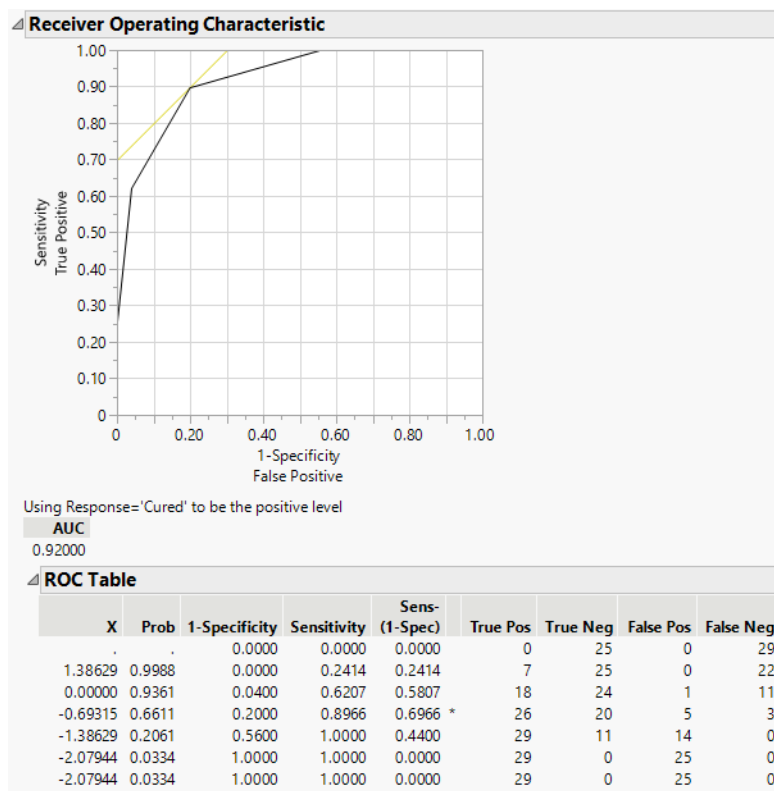 Receiver Operating Characteristic
1.00
0.90
0.80
0.70
0.60
0.50
0.40
0.30
0.20
0.10
0
Sensitivity
True Positive
0 0.20 0.40 0.60 0.80 1.00
1-Specificity
False Positive
Using Response='Cured' to be the positive level
AUC
0.92000
ROC Table
Sens-
X Prob 1-Specificity Sensitivity (1-Spec) True Pos True Neg False Pos False Neg
. . 0.0000 0.0000 0.0000 0 25 0 29
1.38629 0.9988 0.0000 0.2414 0.2414 7 25 0 22
0.00000 0.9361 0.0400 0.6207 0.5807 18 24 1 11
-0.69315 0.6611 0.2000 0.8966 0.6966 * 26 20 5 3
-1.38629 0.2061 0.5600 1.0000 0.4400 29 11 14 0
-2.07944 0.0334 1.0000 1.0000 0.0000 29 0 25 0
-2.07944 0.0334 1.0000 1.0000 0.0000 29 0 25 0